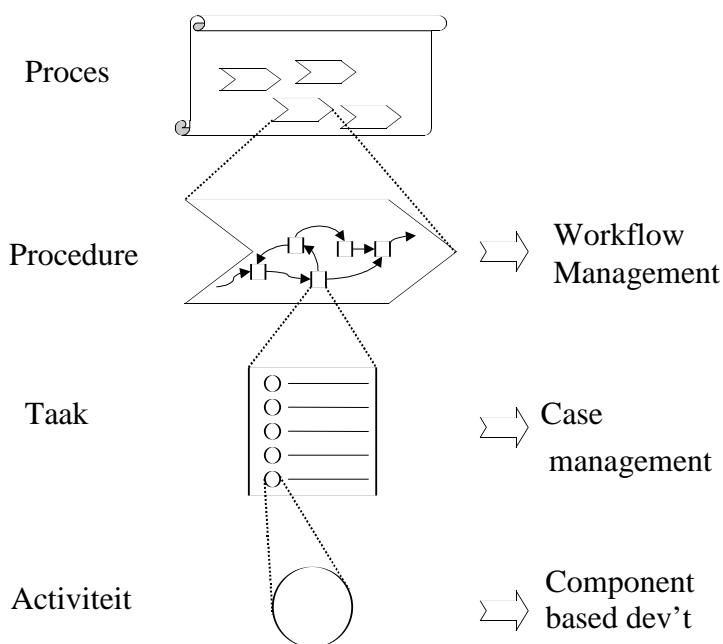 Proces
Procedure
Workflow
Management
Taak
Case
management
Activiteit
Component
based dev’t